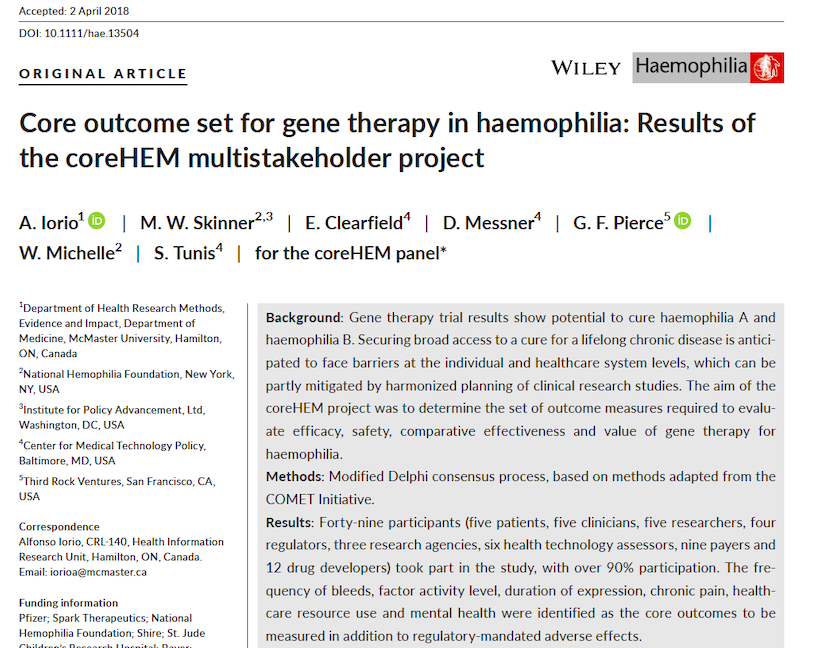 Accepted: 2 April 2018
DOI: 10.1111/hae.13504
ORIGINAL ARTICLE
WILEY Haemophilia
Core outcome set for gene therapy in haemophilia: Results of
the coreHEM multistakeholder project
A. Iorio1 iD | M. W. Skinner2,3 | E. Clearfield4 | D. Messner4 | G. F. Pierce5 iD |
W. Michelle2 | S. Tunis4 | for the coreHEM panel*
1Department of Health Research Methods,
Evidence and Impact, Department of
Medicine, McMaster University, Hamilton,
ON, Canada
2National Hemophilia Foundation, New York,
NY, USA
3Institute for Policy Advancement, Ltd,
Washington, DC, USA
4Center for Medical Technology Policy,
Baltimore, MD, USA
5Third Rock Ventures, San Francisco, CA,
USA
Correspondence
Alfonso Iorio, CRL-140, Health Information
Research Unit, Hamilton, ON, Canada.
Email: iorioa@mcmaster.ca
Funding information
Pfizer; Spark Therapeutics; National
Hemophilia Foundation; Shire; St. Jude
Children's Research Hospital; Bayer;
Background: Gene therapy trial results show potential to cure haemophilia A and
haemophilia B. Securing broad access to a cure for a lifelong chronic disease is antici-
pated to face barriers at the individual and healthcare system levels, which can be
partly mitigated by harmonized planning of clinical research studies. The aim of the
coreHEM project was to determine the set of outcome measures required to evalu-
ate efficacy, safety, comparative effectiveness and value of gene therapy for
haemophilia.
Methods: Modified Delphi consensus process, based on methods adapted from the
COMET Initiative.
Results: Forty-nine participants (five patients, five clinicians, five researchers, four
regulators, three research agencies, six health technology assessors, nine payers and
12 drug developers) took part in the study, with over 90% participation. The fre-
quency of bleeds, factor activity level, duration of expression, chronic pain, health-
care resource use and mental health were identified as the core outcomes to be
measured in addition to regulatory-mandated adverse effects.